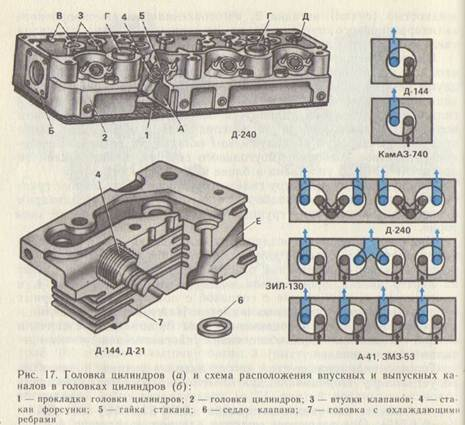 В 3 Г 4 Б Г Д
Б 2 1 А Д-240
Д-144
КамАЗ-740
4
Е
Д-240
ЗИЛ-130
7
6
Д-144, Д-21
А-41, ЗМЗ-53
Рис. 17. Головка цилиндров (а) и схема расположения впускных и выпускных ка-
налов в головках цилиндров (б):
1 — прокладка головки цилиндров; 2 — головка цилиндров; 3 — втулки клапанов; 4 — ста-
кан форсунки; 5 — гайка стакана; 6 — седло клапана; 7 — головка с охлаждающими
ребрами